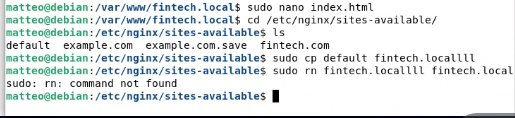 matteo@debian:/var/www/fintech.local$ sudo nano index.html
matteo@debian:/var/www/fintech.local$ cd /etc/nginx/sites-available/
matteo@debian:/etc/nginx/sites-available$ ls
default  example.com  example.com.save  fintech.com
matteo@debian:/etc/nginx/sites-available$ sudo cp default fintech.locallll
matteo@debian:/etc/nginx/sites-available$ sudo rn fintech.locallll fintech.local
sudo: rn: command not found
matteo@debian:/etc/nginx/sites-available$